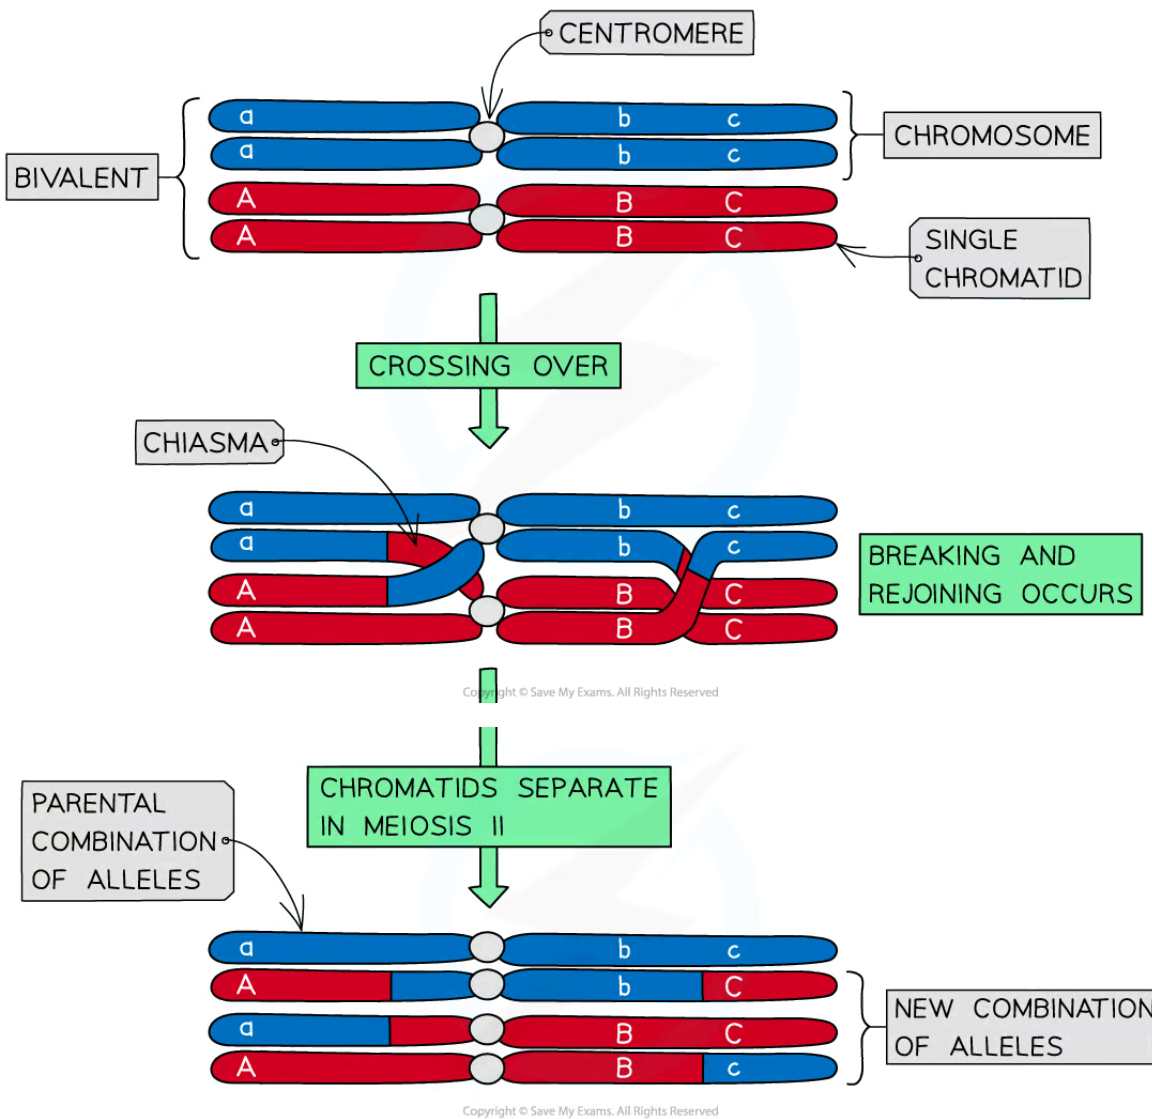 CENTROMERE
a b c
CHROMOSOME
a b c
BIVALENT
A B C
A B C
SINGLE
CHROMATID
CROSSING OVER
CHIASMA
a b c
a b c
BREAKING AND
REJOINING OCCURS
A B C
A B C
Copyright © Save My Exams. All Rights Reserved
CHROMATIDS SEPARATE
IN MEIOSIS II
PARENTAL
COMBINATION
OF ALLELES
a b c
A b C
a B C
A B c
NEW COMBINATION
OF ALLELES
Copyright © Save My Exams. All Rights Reserved